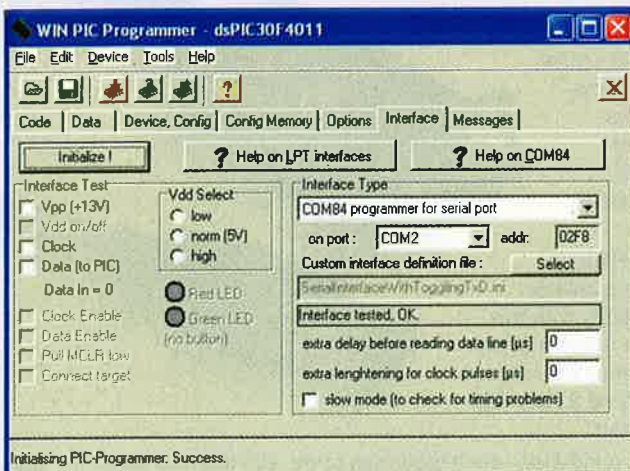 WIN PIC Programmer - dsPIC30F4011
File Edit Device Tools Help
?
Code Data Device, Config Config Memory Options Interface Messages
Initialize !
? Help on LPT interfaces
? Help on COM84
Interface Test
Vpp (+13V)
Vdd on/off
Clock
Data (to PIC)
Data In = 0
Clock Enable
Data Enable
Pull MCLR low
Connect target
Vdd Select
low
norm (5V)
high
Red LED
Green LED
(no button)
Interface Type
COM84 programmer for serial port
on port : COM2 addr: 02F8
Custom interface definition file : Select
SerialInterfaceWithTogglingTxD.ini
Interface tested, OK.
extra delay before reading data line [µs] 0
extra lenghtening for clock pulses [µs] 0
slow mode (to check for timing problems)
Initialising PIC-Programmer: Success.